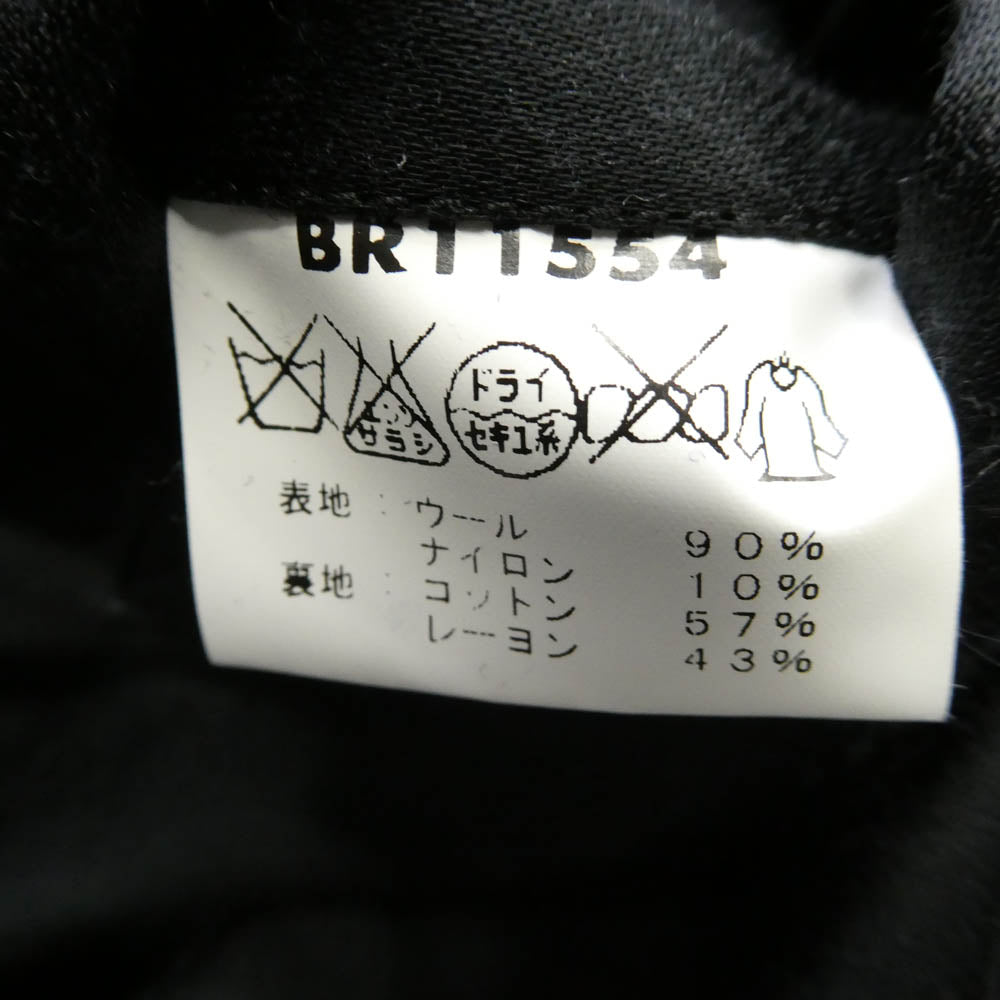 BR11554
エンソ
サラシ
ドライ
セキユ系
表地：ウール 90%
ナイロン 10%
裏地：コットン 57%
レーヨン 43%